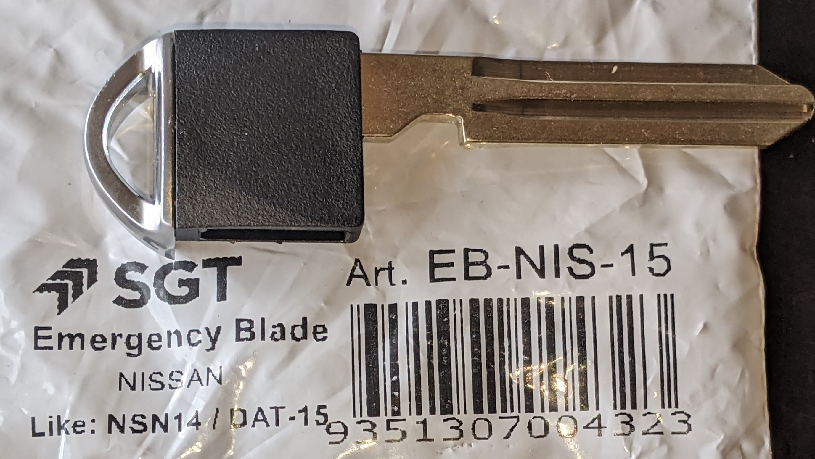 SGT
Art. EB-NIS-15
Emergency Blade
NISSAN
Like: NSN14 / DAT-15
9351307004323